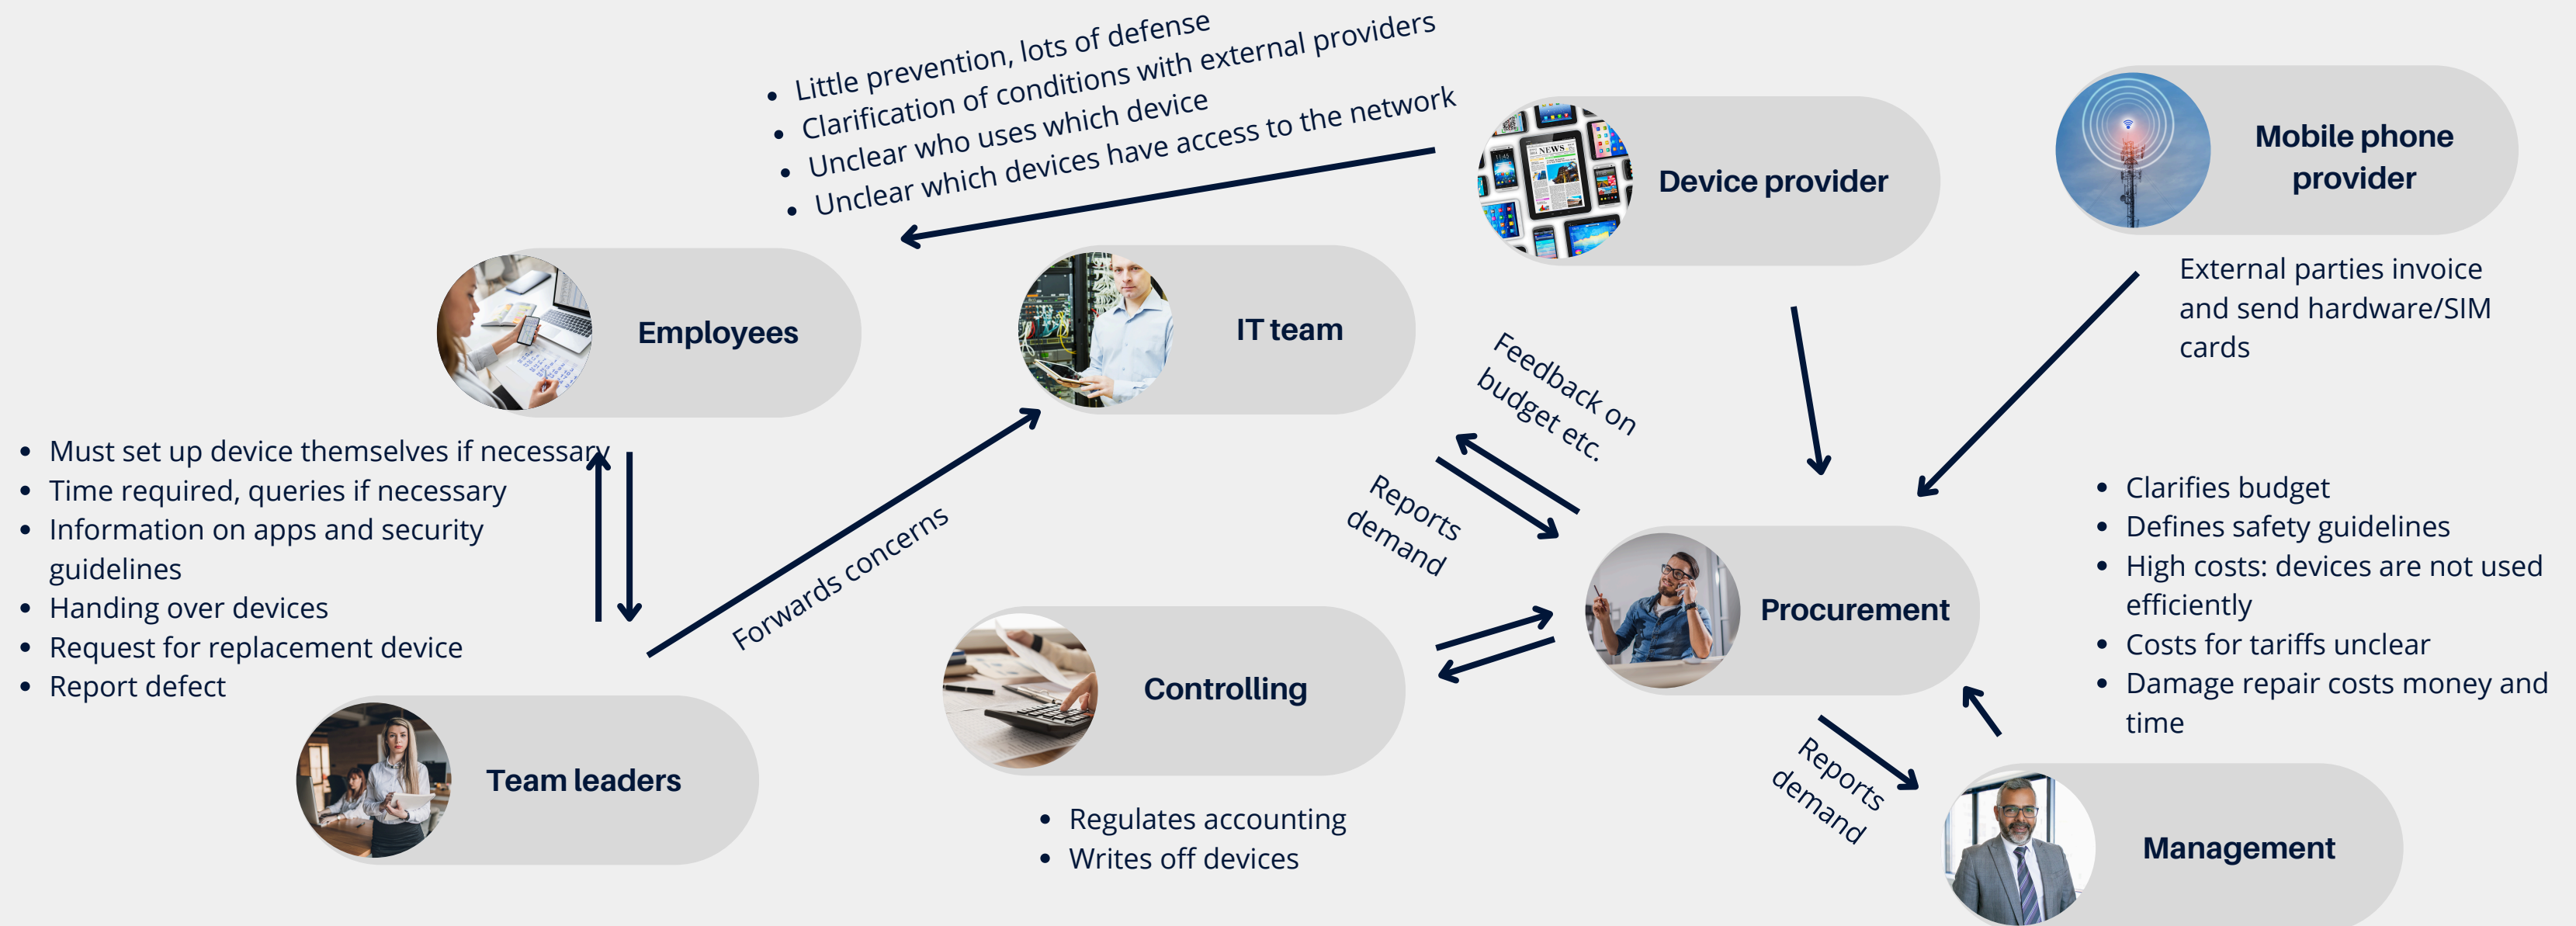 • Little prevention, lots of defense
• Clarification of conditions with external providers
• Unclear who uses which device
• Unclear which devices have access to the network
Device provider
Mobile phone
provider
External parties invoice
and send hardware/SIM
cards
Employees
IT team
Feedback on
budget etc.
Reports
demand
• Must set up device themselves if necessary
• Time required, queries if necessary
• Information on apps and security
guidelines
• Handing over devices
• Request for replacement device
• Report defect
Forwards concerns
• Clarifies budget
• Defines safety guidelines
• High costs: devices are not used
efficiently
• Costs for tariffs unclear
• Damage repair costs money and
time
Procurement
Controlling
Team leaders
• Regulates accounting
• Writes off devices
Reports
demand
Management
NEWS
11:45